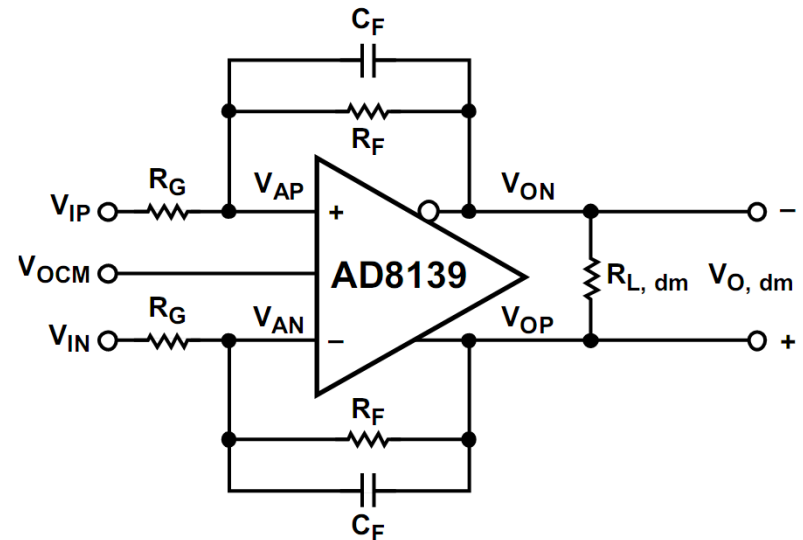 CF
RF
RG
VAP
VON
VIP
+
–
VOCM
AD8139
RL, dm
VO, dm
RG
VAN
VOP
VIN
–
+
RF
CF